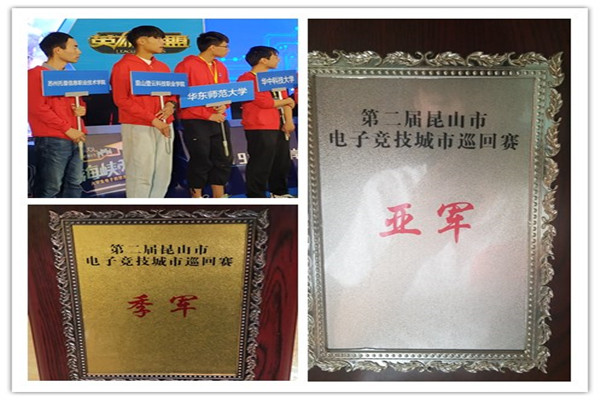 英雄联盟
苏州托普信息职业技术学院
昆山登云科技职业学院
华东师范大学
华中科技大学
第二届昆山市
电子竞技城市巡回赛
季军
第二届昆山市
电子竞技城市巡回赛
亚军